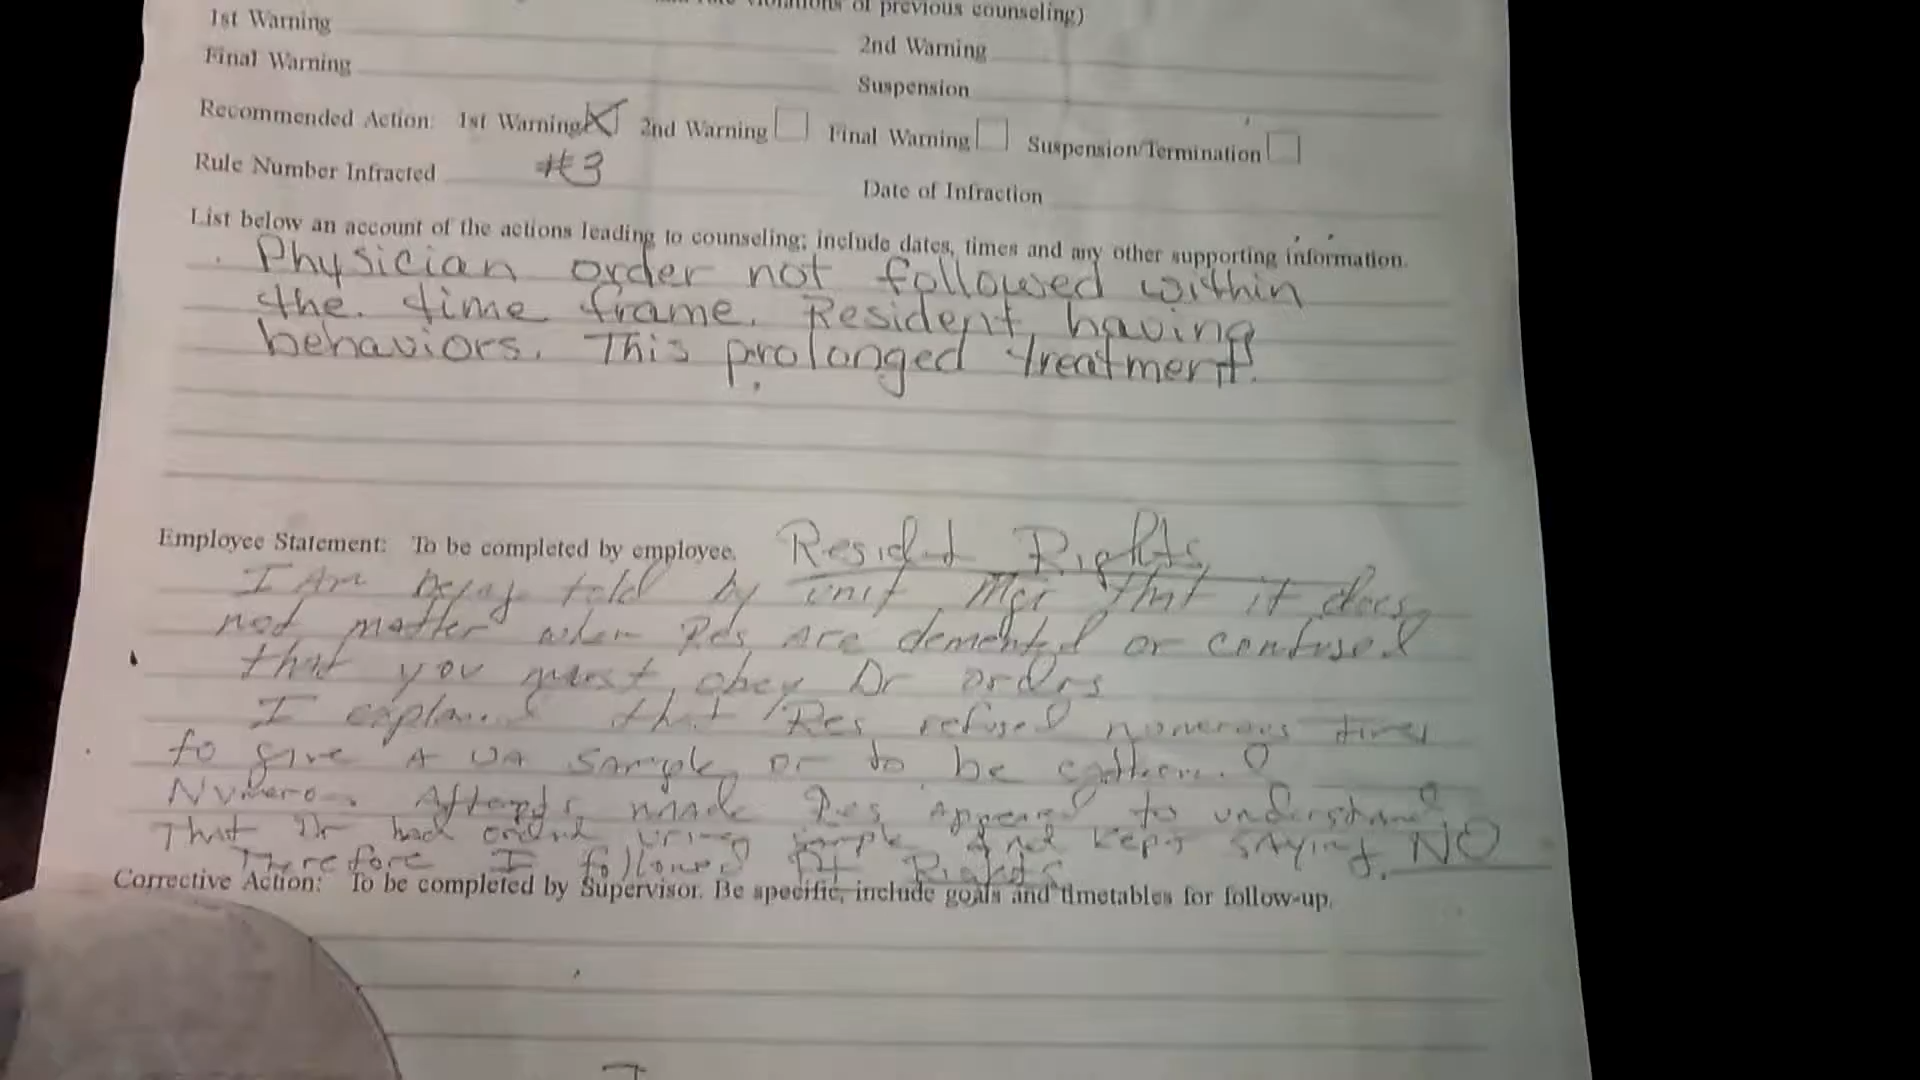 rule violations of previous counseling)
1st Warning
2nd Warning
Final Warning
Suspension
Recommended Action: 1st Warning 2nd Warning Final Warning Suspension/Termination
Rule Number Infracted #3
Date of Infraction
List below an account of the actions leading to counseling; include dates, times and any other supporting information.
Physician order not followed within
the time frame. Resident having
behaviors. This prolonged treatment.
Employee Statement: To be completed by employee. Resident Rights
I Am being told by unit Mgr that it does
not matter when Res are demented or confused
that you must obey Dr orders
I explained that Res refused numerous times
to give A UA sample or to be
Numerous Attempts made Res Appeared to understand
That Dr had ordered urine sample And kept saying NO
Therefore I followed Pt Rights
Corrective Action: To be completed by Supervisor. Be specific, include goals and timetables for follow-up.